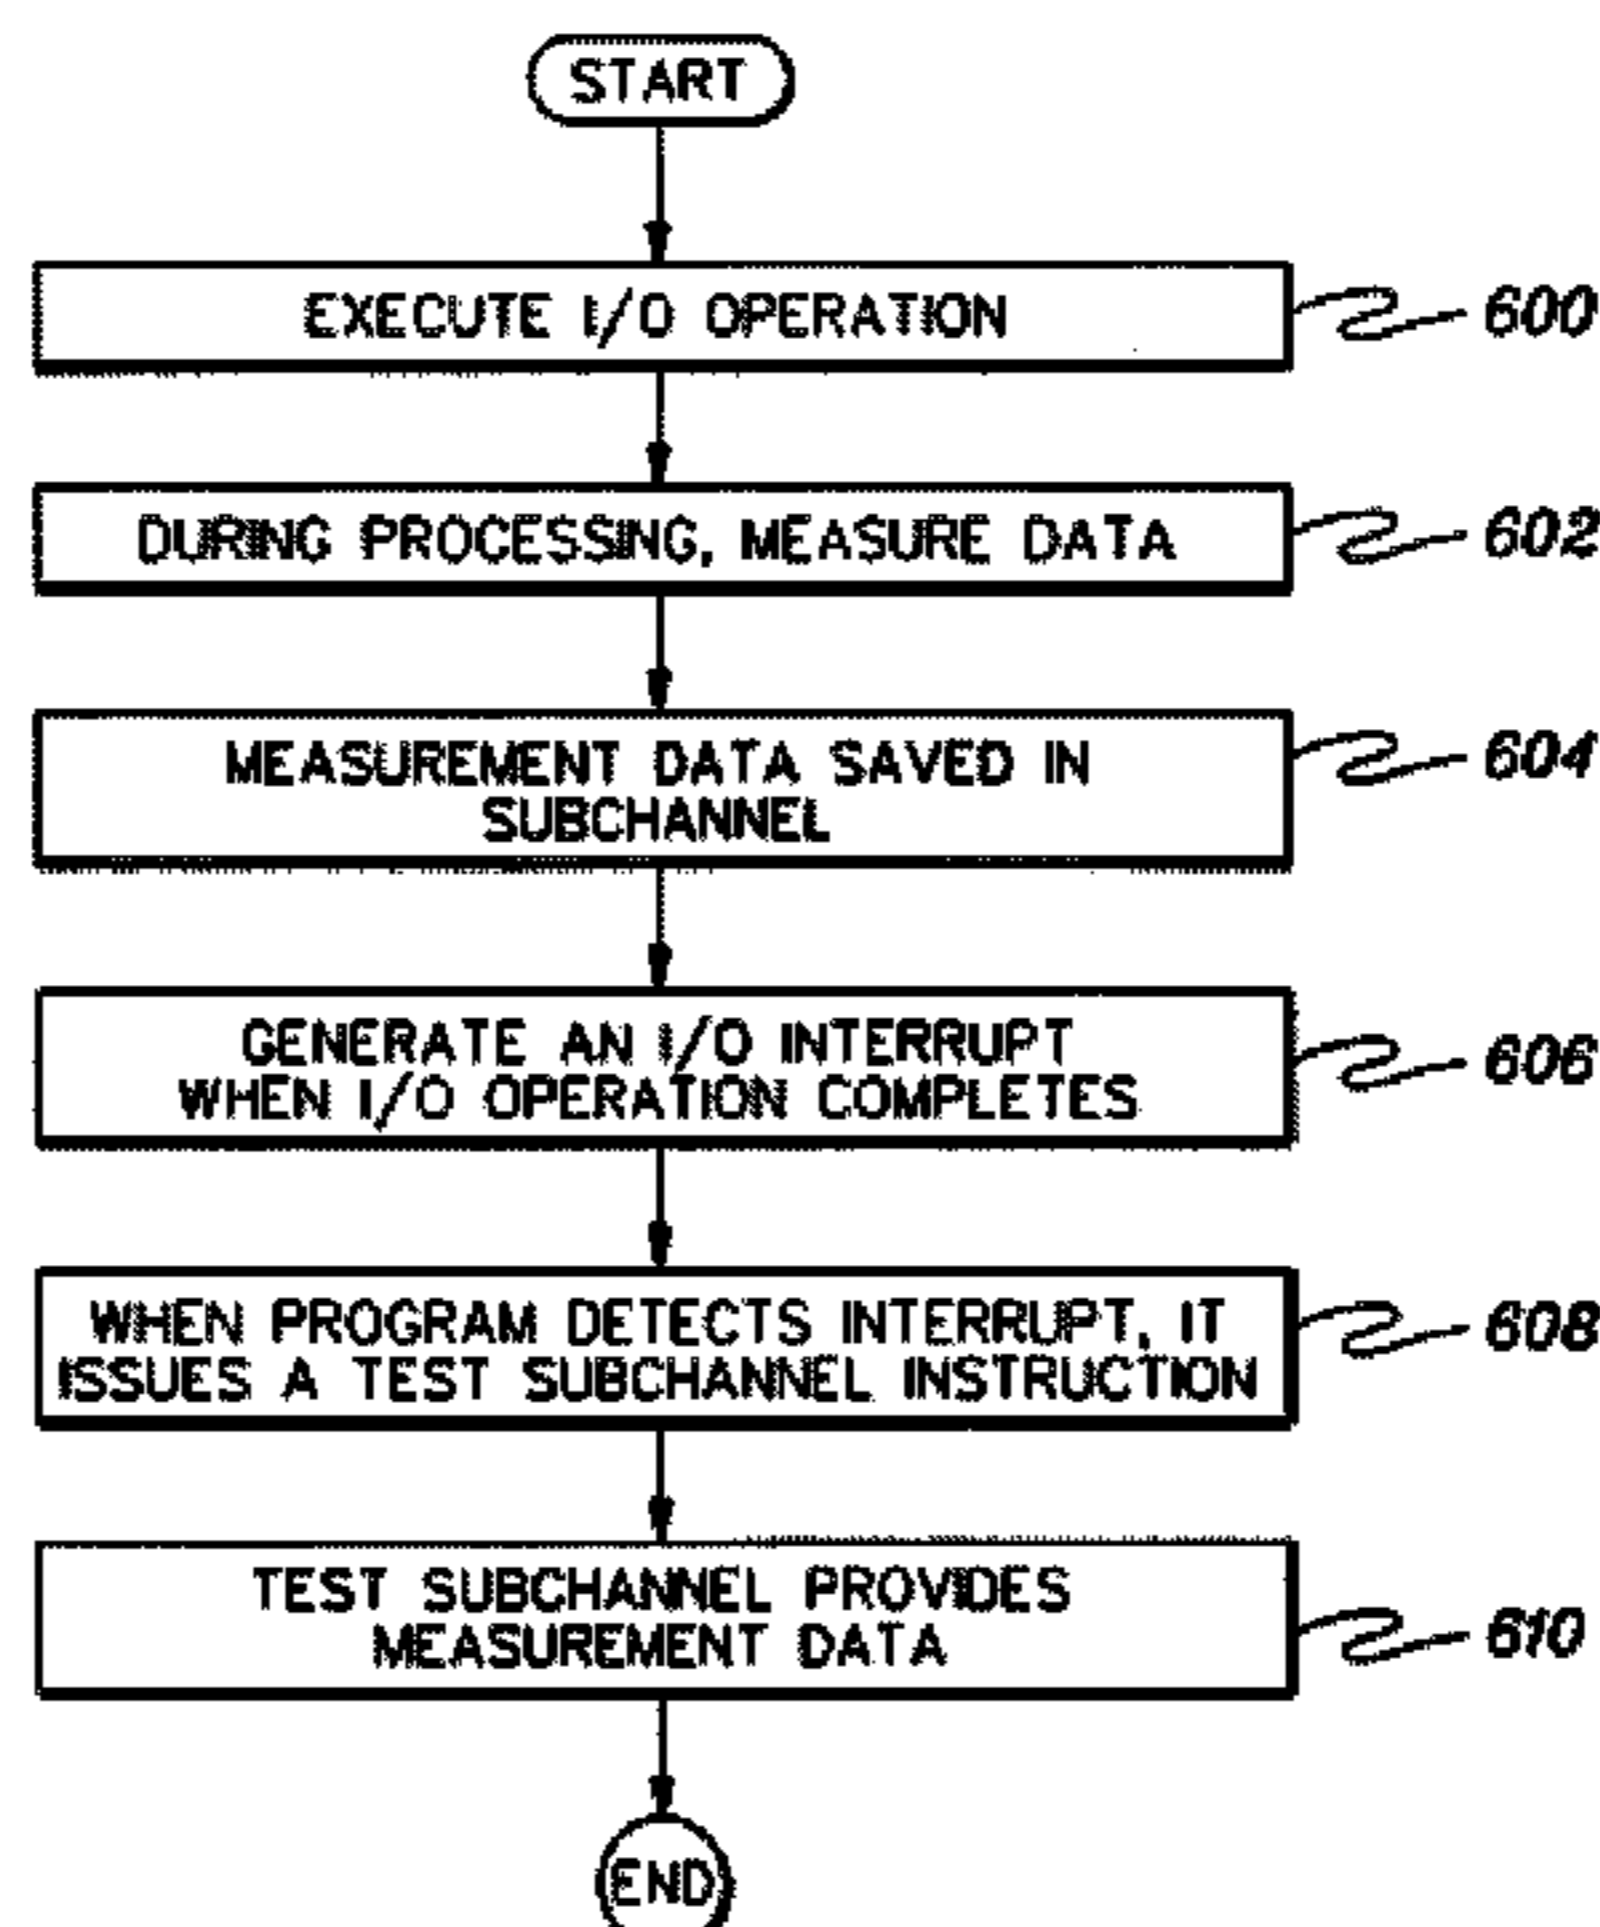 START
EXECUTE I/O OPERATION
600
DURING PROCESSING, MEASURE DATA
602
MEASUREMENT DATA SAVED IN
SUBCHANNEL
604
GENERATE AN I/O INTERRUPT
WHEN I/O OPERATION COMPLETES
606
WHEN PROGRAM DETECTS INTERRUPT, IT
ISSUES A TEST SUBCHANNEL INSTRUCTION
608
TEST SUBCHANNEL PROVIDES
MEASUREMENT DATA
610
END